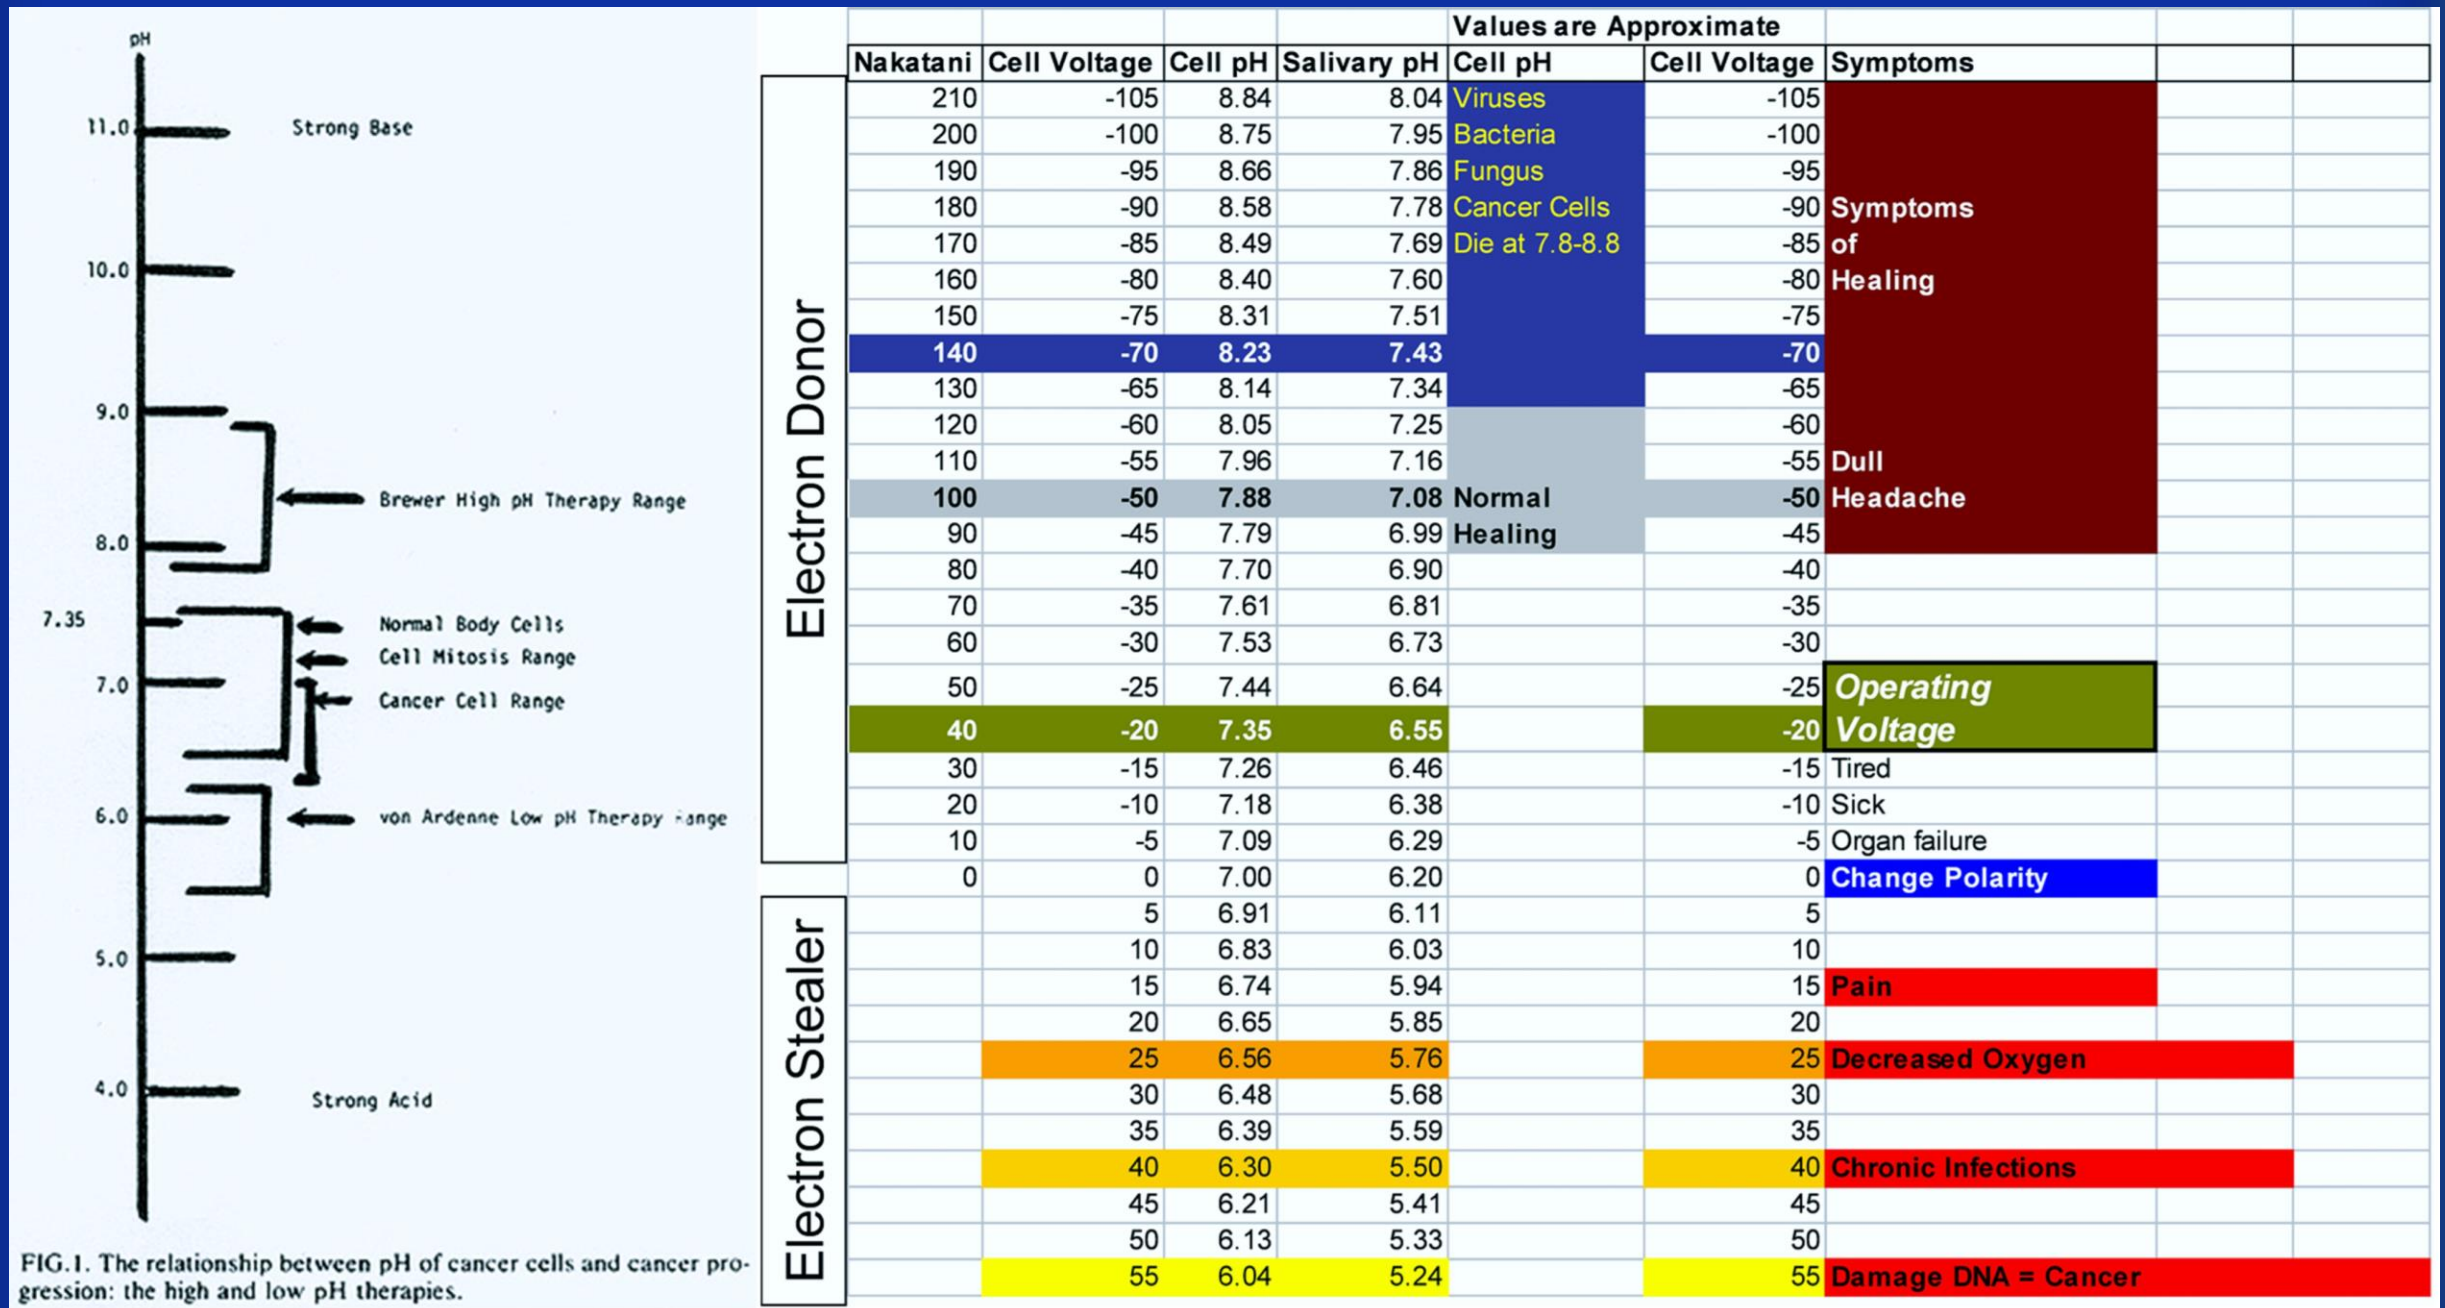 pH
11.0 Strong Base
10.0
9.0
Brewer High pH Therapy Range
8.0
7.35 Normal Body Cells
Cell Mitosis Range
7.0
Cancer Cell Range
6.0 von Ardenne Low pH Therapy Range
5.0
4.0
Strong Acid
FIG.1. The relationship between pH of cancer cells and cancer pro-
gression: the high and low pH therapies.
Electron Donor
Electron Stealer
Values are Approximate
Nakatani Cell Voltage Cell pH Salivary pH Cell pH Cell Voltage Symptoms
210 -105 8.84 8.04 Viruses -105
200 -100 8.75 7.95 Bacteria -100
190 -95 8.66 7.86 Fungus -95
180 -90 8.58 7.78 Cancer Cells -90 Symptoms
170 -85 8.49 7.69 Die at 7.8-8.8 -85 of
160 -80 8.40 7.60 -80 Healing
150 -75 8.31 7.51 -75
140 -70 8.23 7.43 -70
130 -65 8.14 7.34 -65
120 -60 8.05 7.25 -60
110 -55 7.96 7.16 -55 Dull
100 -50 7.88 7.08 Normal -50 Headache
90 -45 7.79 6.99 Healing -45
80 -40 7.70 6.90 -40
70 -35 7.61 6.81 -35
60 -30 7.53 6.73 -30
50 -25 7.44 6.64 -25 Operating
40 -20 7.35 6.55 -20 Voltage
30 -15 7.26 6.46 -15 Tired
20 -10 7.18 6.38 -10 Sick
10 -5 7.09 6.29 -5 Organ failure
0 0 7.00 6.20 0 Change Polarity
5 6.91 6.11 5
10 6.83 6.03 10
15 6.74 5.94 15 Pain
20 6.65 5.85 20
25 6.56 5.76 25 Decreased Oxygen
30 6.48 5.68 30
35 6.39 5.59 35
40 6.30 5.50 40 Chronic Infections
45 6.21 5.41 45
50 6.13 5.33 50
55 6.04 5.24 55 Damage DNA = Cancer